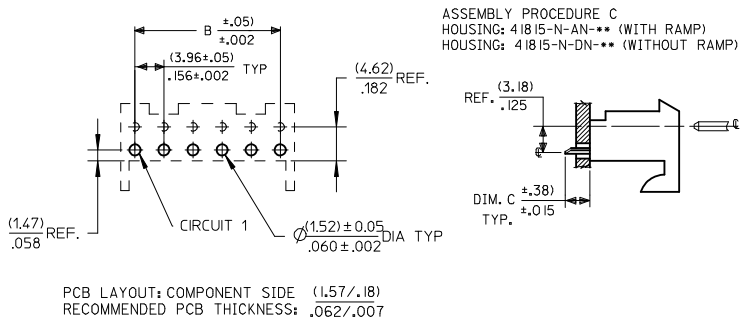 ASSEMBLY PROCEDURE C
HOUSING: 41815-N-AN-** (WITH RAMP)
HOUSING: 41815-N-DN-** (WITHOUT RAMP)
B ±.05)
±.002
(3.96±.05)
.156±.002 TYP
(4.62)
.182 REF.
REF. (3.18)
.125
℄
℄
DIM. C ±.38)
TYP. ±.015
(1.47)
.058 REF.
CIRCUIT 1
Ø (1.52) ± 0.05
.060 ± .002 DIA TYP
PCB LAYOUT: COMPONENT SIDE (1.57/.18)
RECOMMENDED PCB THICKNESS: .062/.007